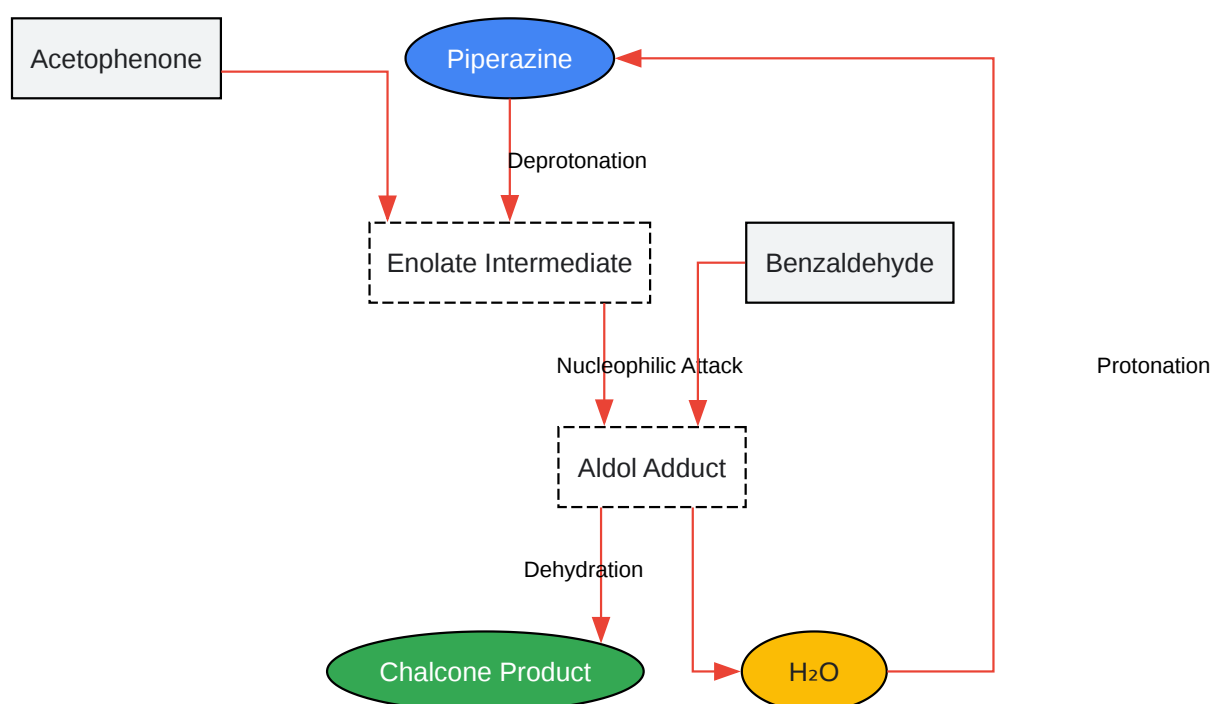 Acetophenone
Piperazine
Deprotonation
Enolate Intermediate
Benzaldehyde
Nucleophilic Attack
Protonation
Aldol Adduct
Dehydration
Chalcone Product
H₂O